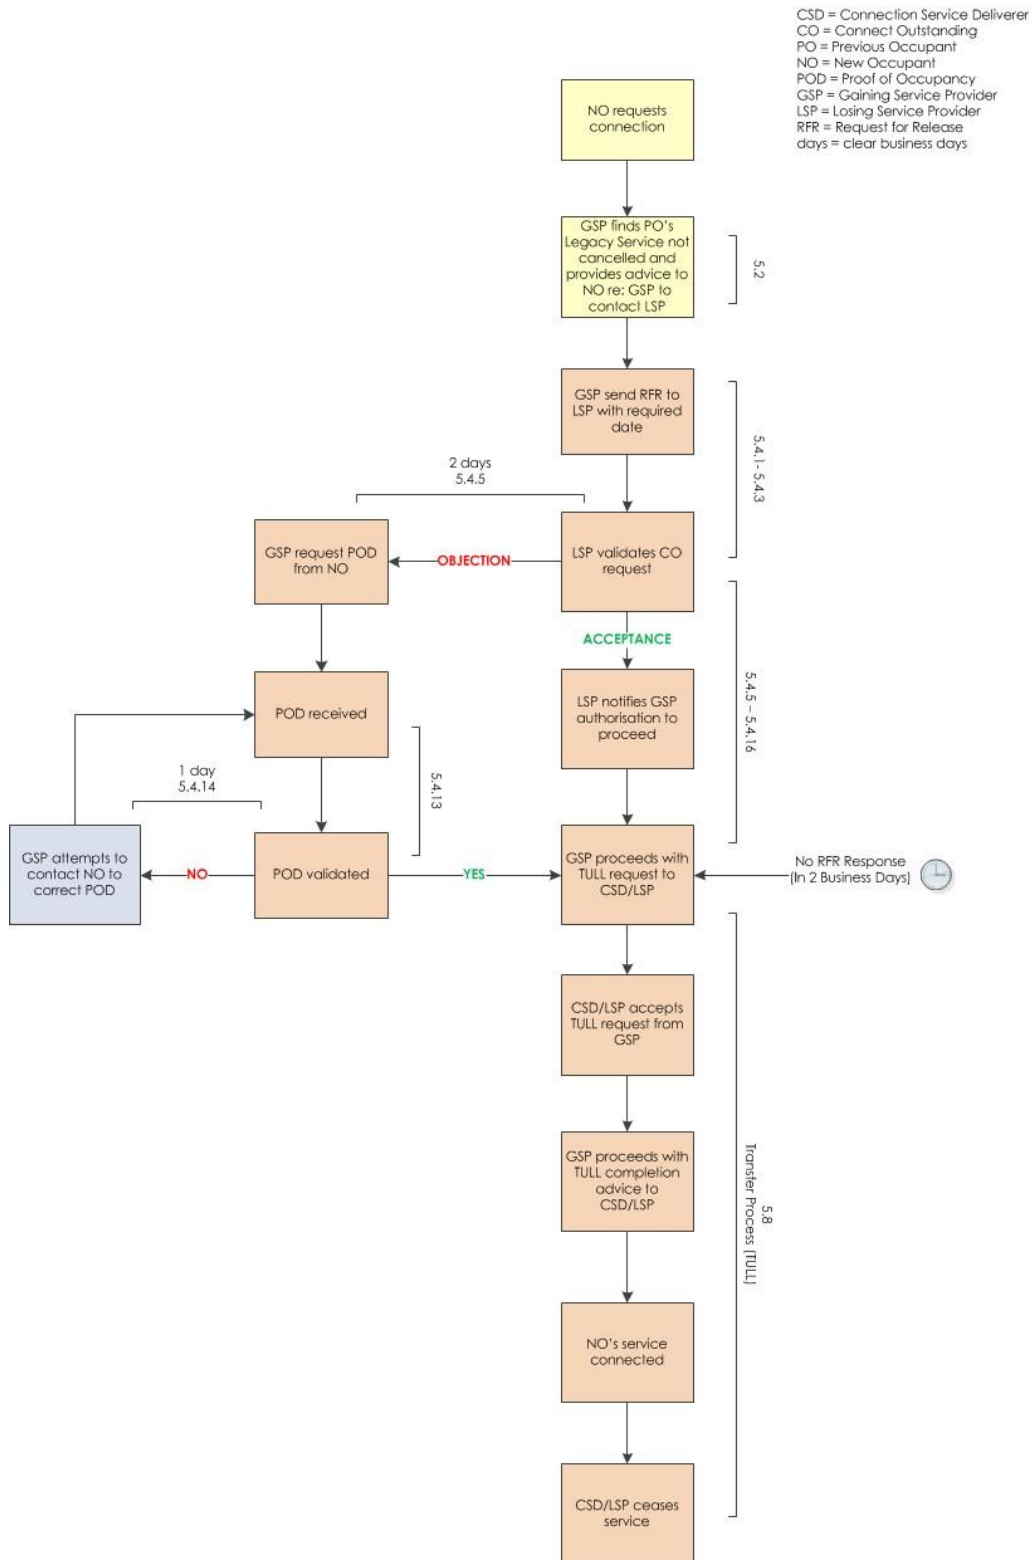 CSD = Connection Service Deliverer
CO = Connect Outstanding
PO = Previous Occupant
NO = New Occupant
POD = Proof of Occupancy
GSP = Gaining Service Provider
LSP = Losing Service Provider
RFR = Request for Release
days = clear business days
NO requests
connection
GSP finds PO's
Legacy Service not
cancelled and
provides advice to
NO re: GSP to
contact LSP
5.2
GSP send RFR to
LSP with required
date
5.4.1- 5.4.3
2 days
5.4.5
GSP request POD
from NO
OBJECTION
LSP validates CO
request
ACCEPTANCE
POD received
LSP notifies GSP
authorisation to
proceed
5.4.5 – 5.4.16
5.4.13
1 day
5.4.14
GSP attempts to
contact NO to
correct POD
NO
POD validated
YES
GSP proceeds with
TULL request to
CSD/LSP
No RFR Response
(In 2 Business Days)
CSD/LSP accepts
TULL request from
GSP
GSP proceeds with
TULL completion
advice to
CSD/LSP
5.8
Transfer Process (TULL)
NO's service
connected
CSD/LSP ceases
service